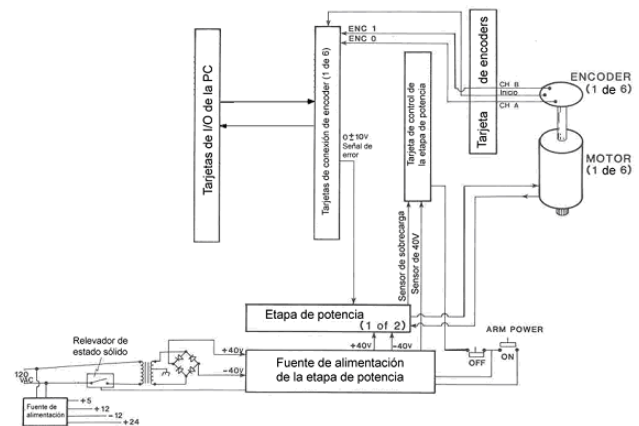 Tarjetas de I/O de la PC
Tarjetas de conexión de encoder (1 de 6)
ENC 1
ENC 0
0±10V
Señal de
error
Tarjeta de control de
la etapa de potencia
Tarjeta de encoders
CH B
Inicio
CH A
ENCODER
(1 de 6)
MOTOR
(1 de 6)
Sensor de sobrecarga
Sensor de 40V
Etapa de potencia
(1 of 2)
+40V
-40V
ARM POWER
OFF
ON
Relevador de
estado sólido
120
VAC
+40v
-40v
Fuente de alimentación
de la etapa de potencia
Fuente de
alimentación
+5
+12
-12
+24